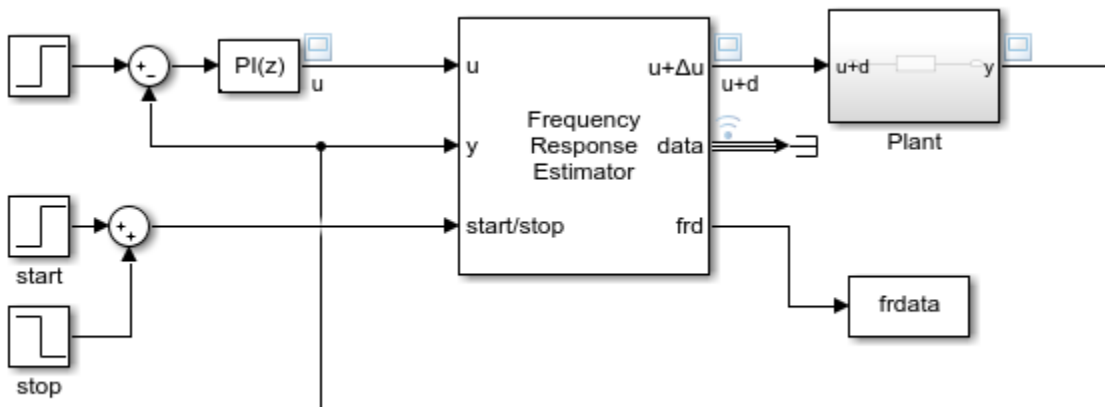 PI(z)
u
u
y
start/stop
Frequency
Response
Estimator
u+Δu
data
frd
u+d
u+d
y
Plant
start
stop
frdata